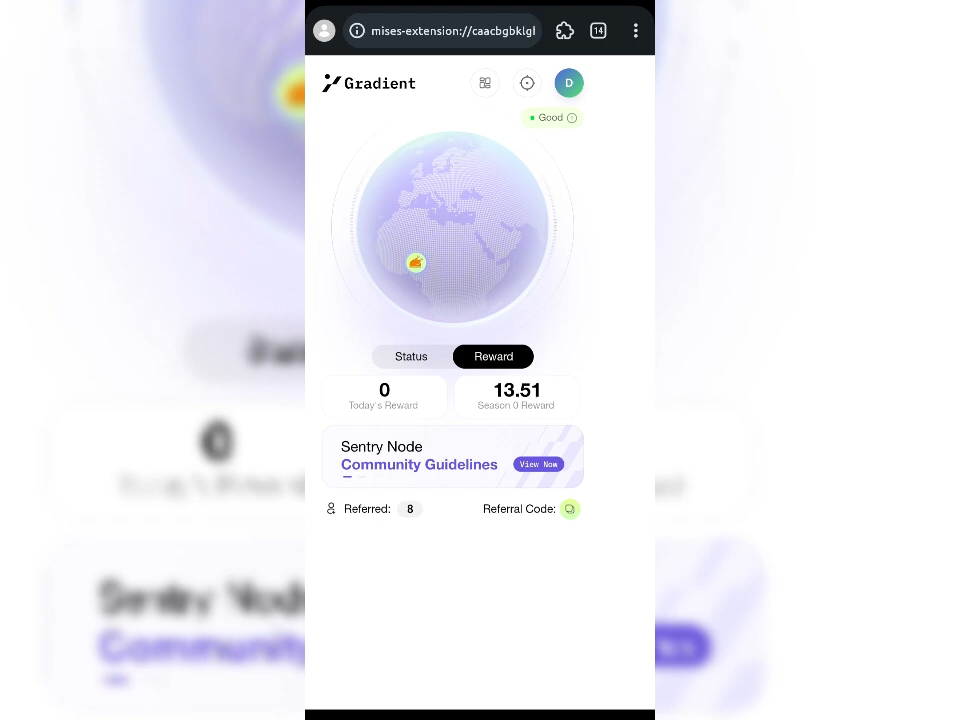 mises-extension://caacbgbklgl
14
Gradient
D
Good
Status
Reward
0
Today's Reward
13.51
Season 0 Reward
Sentry Node
Community Guidelines
View Now
Referred: 8
Referral Code: